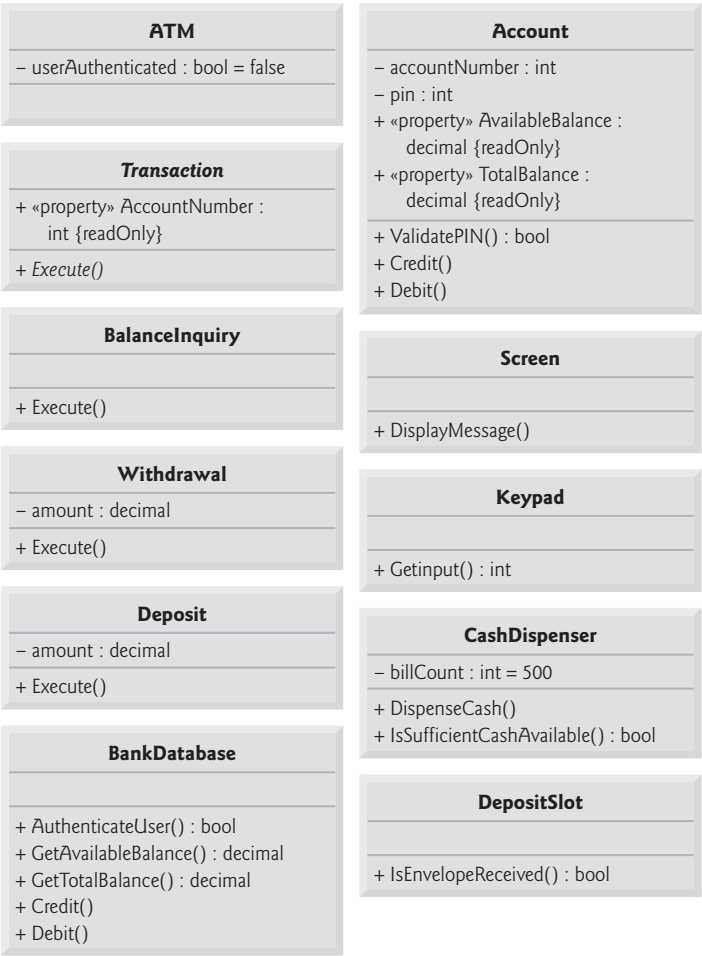 ATM
– userAuthenticated : bool = false
Transaction
+ «property» AccountNumber :
int {readOnly}
+ Execute()
BalanceInquiry
+ Execute()
Withdrawal
– amount : decimal
+ Execute()
Deposit
– amount : decimal
+ Execute()
BankDatabase
+ AuthenticateUser() : bool
+ GetAvailableBalance() : decimal
+ GetTotalBalance() : decimal
+ Credit()
+ Debit()
Account
– accountNumber : int
– pin : int
+ «property» AvailableBalance :
decimal {readOnly}
+ «property» TotalBalance :
decimal {readOnly}
+ ValidatePIN() : bool
+ Credit()
+ Debit()
Screen
+ DisplayMessage()
Keypad
+ Getinput() : int
CashDispenser
– billCount : int = 500
+ DispenseCash()
+ IsSufficientCashAvailable() : bool
DepositSlot
+ IsEnvelopeReceived() : bool